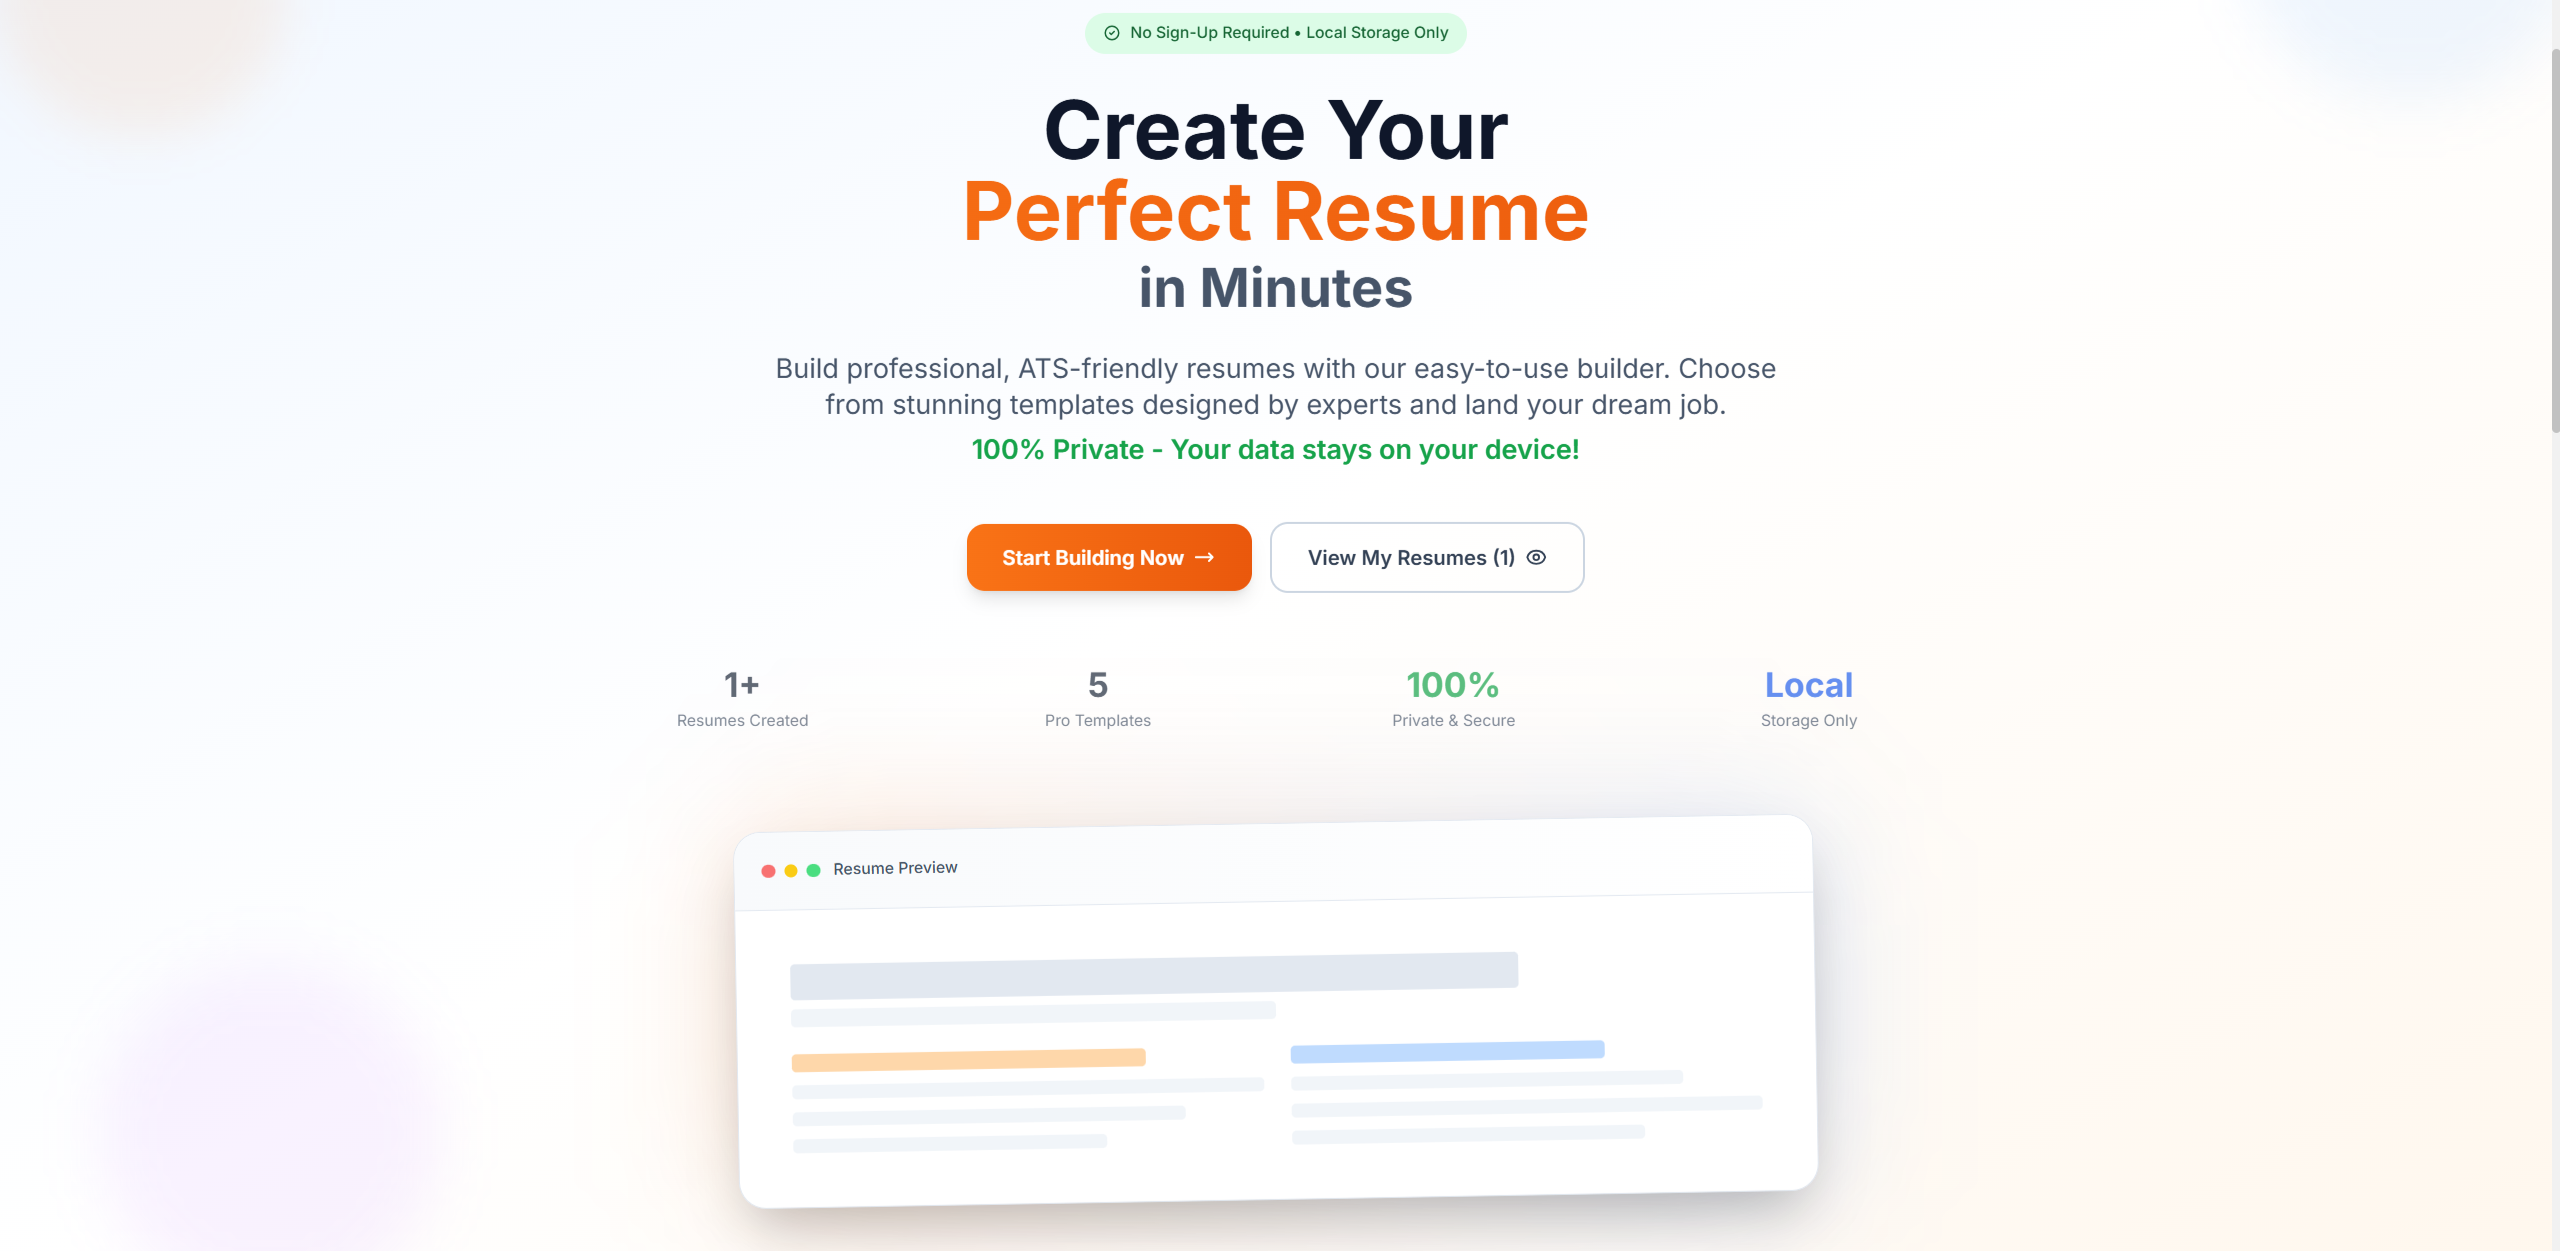 No Sign-Up Required • Local Storage Only
Create Your
Perfect Resume
in Minutes
Build professional, ATS-friendly resumes with our easy-to-use builder. Choose
from stunning templates designed by experts and land your dream job.
100% Private - Your data stays on your device!
Start Building Now →
View My Resumes (1)
1+
Resumes Created
5
Pro Templates
100%
Private & Secure
Local
Storage Only
Resume Preview